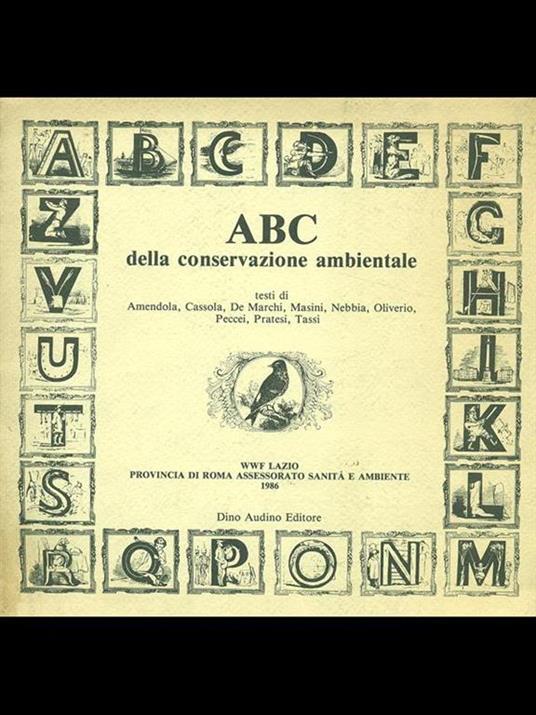 A B C D E F
Z G
V H
U I
T K
S L
R Q P O N M
ABC
della conservazione ambientale
testi di
Amendola, Cassola, De Marchi, Masini, Nebbia, Oliverio,
Peccei, Pratesi, Tassi
WWF LAZIO
PROVINCIA DI ROMA ASSESSORATO SANITÀ E AMBIENTE
1986
Dino Audino Editore